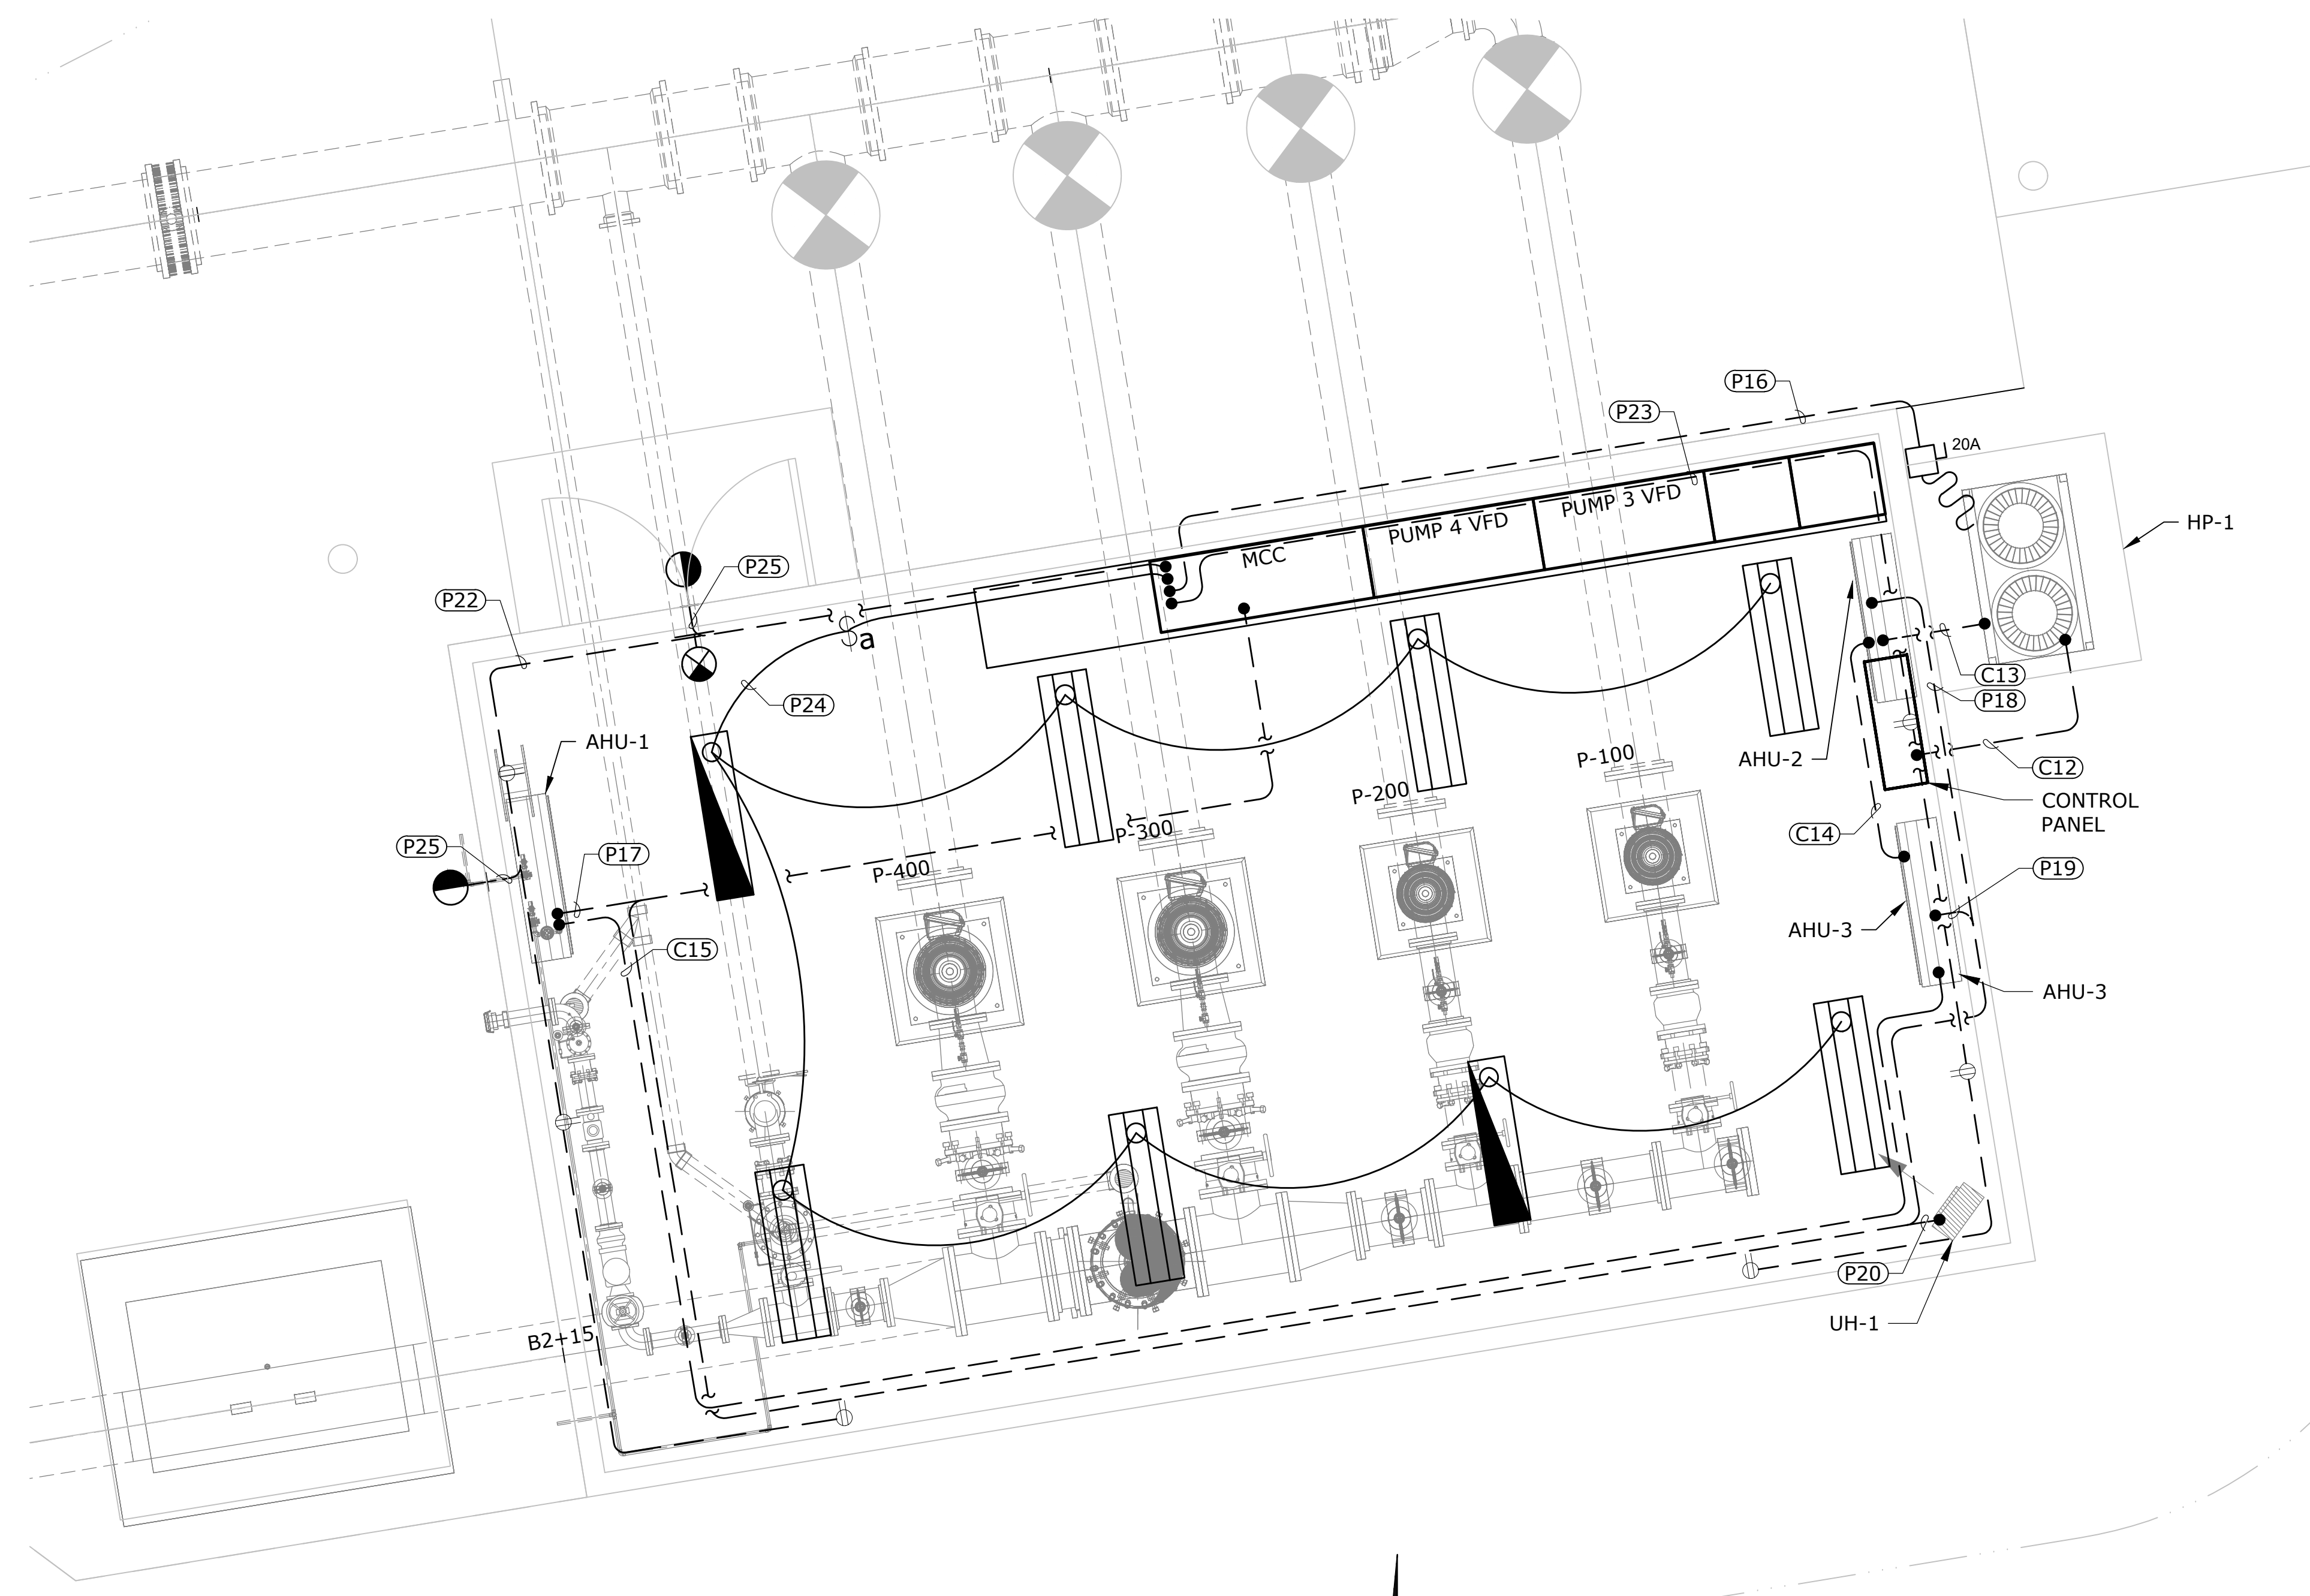 P16
P23
20A
PUMP 3 VFD
PUMP 4 VFD
HP-1
MCC
P25
P22
a
C13
P24
P18
AHU-1
P-100
AHU-2
C12
P-200
CONTROL
PANEL
P-300
C14
P25
P17
P-400
P19
AHU-3
C15
AHU-3
P20
UH-1
B2+15